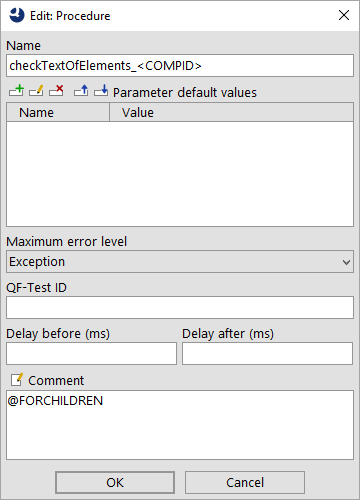 Edit: Procedure
Name
checkTextOfElements_<COMPID>
Parameter default values
Name Value
Maximum error level
Exception
QF-Test ID
Delay before (ms) Delay after (ms)
Comment
@FORCHILDREN
OK Cancel